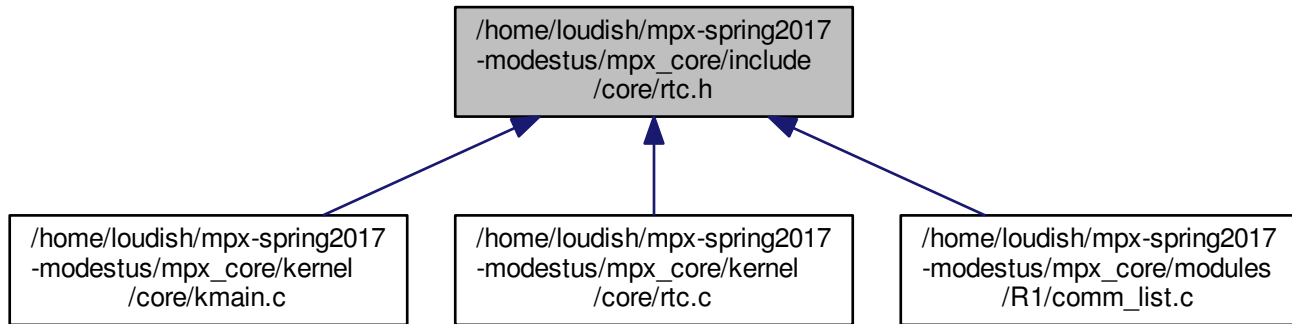 /home/loudish/mpx-spring2017
-modestus/mpx_core/include
/core/rtc.h
/home/loudish/mpx-spring2017
-modestus/mpx_core/kernel
/core/kmain.c
/home/loudish/mpx-spring2017
-modestus/mpx_core/kernel
/core/rtc.c
/home/loudish/mpx-spring2017
-modestus/mpx_core/modules
/R1/comm_list.c